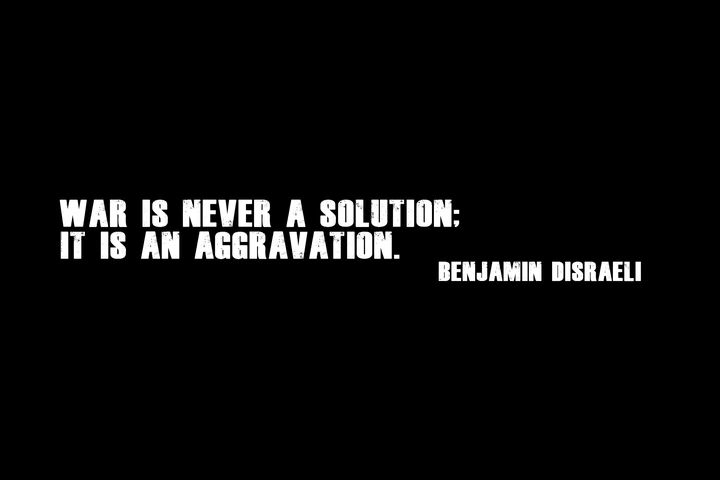 WAR IS NEVER A SOLUTION;
IT IS AN AGGRAVATION.
BENJAMIN DISRAELI